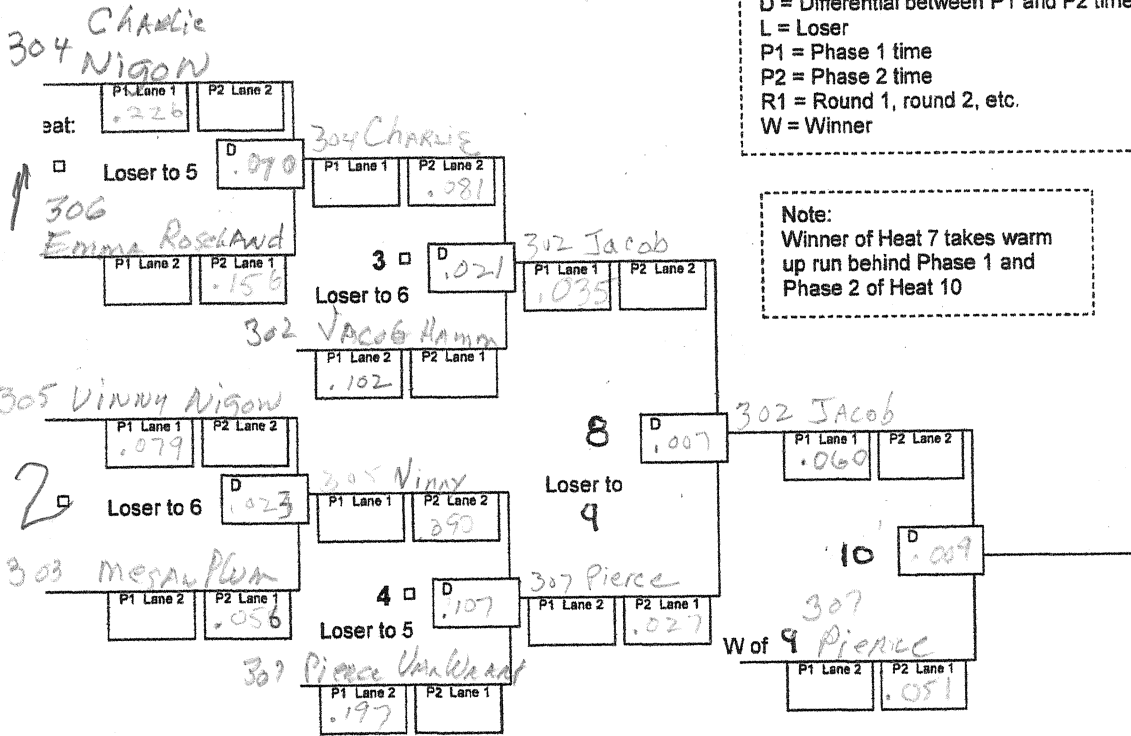 D = Differential between P1 and P2 time
L = Loser
P1 = Phase 1 time
P2 = Phase 2 time
R1 = Round 1, round 2, etc.
W = Winner
304 Charlie
Nigon
P1 Lane 1 P2 Lane 2
.226
eat:
1 Loser to 5 D .070
306
Emma Roseland
P1 Lane 2 P2 Lane 1
.156
304 Charlie
P1 Lane 1 P2 Lane 2
.081
3 D .021
Loser to 6
302 Jacob Hamm
P1 Lane 2 P2 Lane 1
.102
Note:
Winner of Heat 7 takes warm
up run behind Phase 1 and
Phase 2 of Heat 10
302 Jacob
P1 Lane 1 P2 Lane 2
.035
305 Vinny Nigon
P1 Lane 1 P2 Lane 2
.079
2 Loser to 6 D .023
303 Megan Plum
P1 Lane 2 P2 Lane 1
.056
305 Vinny
P1 Lane 1 P2 Lane 2
4 D .107
Loser to 5
307 Pierce
P1 Lane 2 P2 Lane 1
.197
8 D .007
Loser to
9
307 Pierce
P1 Lane 2 P2 Lane 1
.027
302 Jacob
P1 Lane 1 P2 Lane 2
.060
10 D .009
307
W of 9 Pierce
P1 Lane 2 P2 Lane 1
.051